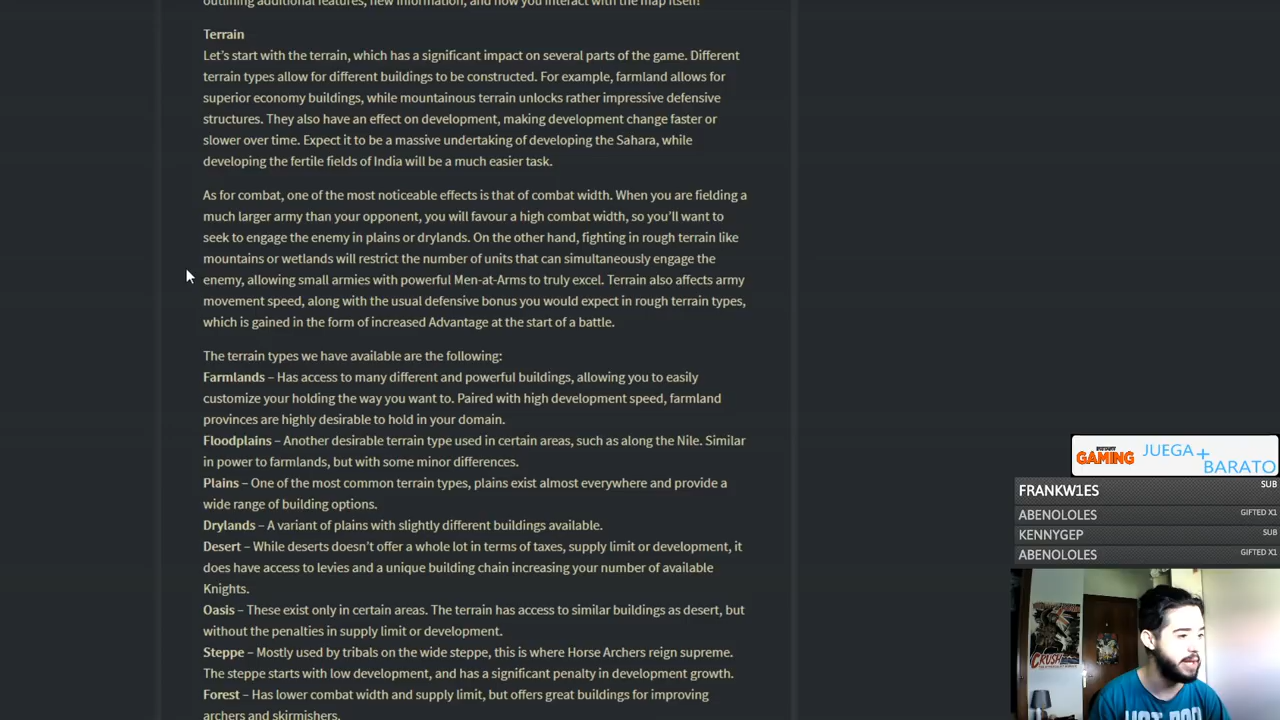 outlining additional features, new information, and how you interact with the map itself!
Terrain
Let's start with the terrain, which has a significant impact on several parts of the game. Different
terrain types allow for different buildings to be constructed. For example, farmland allows for
superior economy buildings, while mountainous terrain unlocks rather impressive defensive
structures. They also have an effect on development, making development change faster or
slower over time. Expect it to be a massive undertaking of developing the Sahara, while
developing the fertile fields of India will be a much easier task.
As for combat, one of the most noticeable effects is that of combat width. When you are fielding a
much larger army than your opponent, you will favour a high combat width, so you'll want to
seek to engage the enemy in plains or drylands. On the other hand, fighting in rough terrain like
mountains or wetlands will restrict the number of units that can simultaneously engage the
enemy, allowing small armies with powerful Men-at-Arms to truly excel. Terrain also affects army
movement speed, along with the usual defensive bonus you would expect in rough terrain types,
which is gained in the form of increased Advantage at the start of a battle.
The terrain types we have available are the following:
Farmlands – Has access to many different and powerful buildings, allowing you to easily
customize your holding the way you want to. Paired with high development speed, farmland
provinces are highly desirable to hold in your domain.
Floodplains – Another desirable terrain type used in certain areas, such as along the Nile. Similar
in power to farmlands, but with some minor differences.
Plains – One of the most common terrain types, plains exist almost everywhere and provide a
wide range of building options.
Drylands – A variant of plains with slightly different buildings available.
Desert – While deserts doesn't offer a whole lot in terms of taxes, supply limit or development, it
does have access to levies and a unique building chain increasing your number of available
Knights.
Oasis – These exist only in certain areas. The terrain has access to similar buildings as desert, but
without the penalties in supply limit or development.
Steppe – Mostly used by tribals on the wide steppe, this is where Horse Archers reign supreme.
The steppe starts with low development, and has a significant penalty in development growth.
Forest – Has lower combat width and supply limit, but offers great buildings for improving
archers and skirmishers.
INSTANT GAMING
JUEGA+
BARATO
FRANKW1ES SUB
ABENOLOLES GIFTED X1
KENNYGEP SUB
ABENOLOLES GIFTED X1
CRUSH